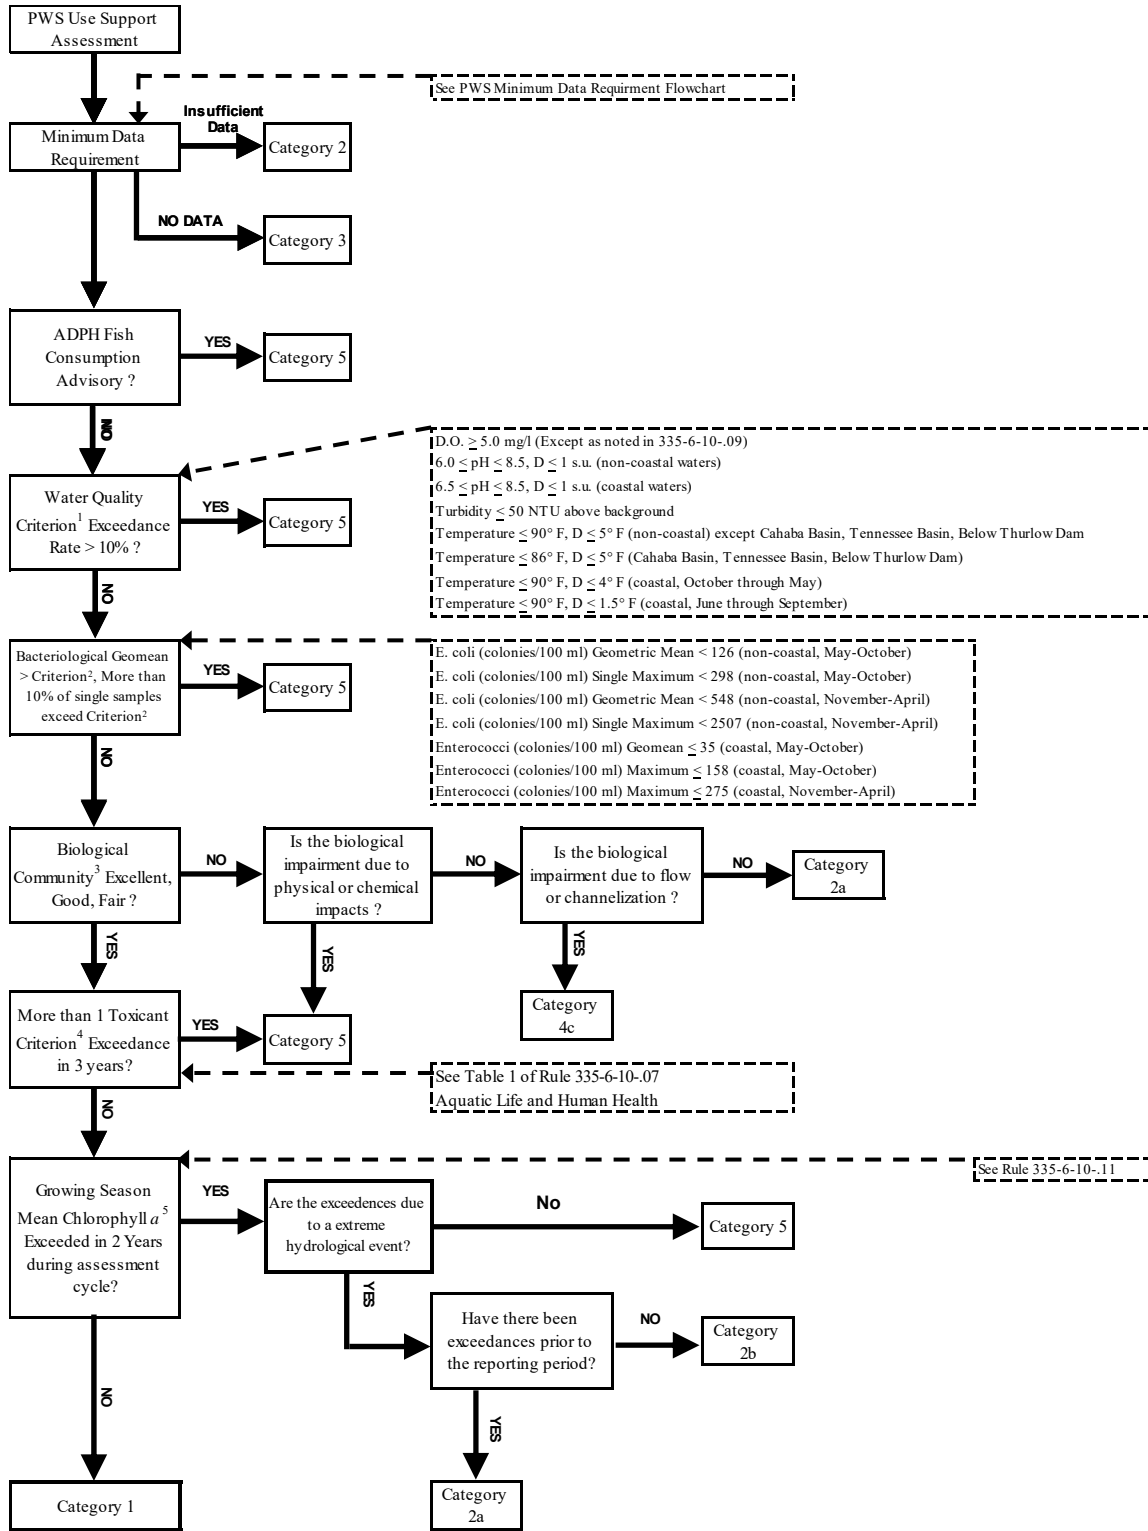 PWS Use Support
Assessment
See PWS Minimum Data Requirment Flowchart
Insufficient
Data
Minimum Data
Requirement
Category 2
NO DATA
Category 3
ADPH Fish
Consumption
Advisory ?
YES
Category 5
NO
D.O. ≥ 5.0 mg/l (Except as noted in 335-6-10-.09)
6.0 ≤ pH ≤ 8.5, D ≤ 1 s.u. (non-coastal waters)
6.5 ≤ pH ≤ 8.5, D ≤ 1 s.u. (coastal waters)
Turbidity ≤ 50 NTU above background
Temperature ≤ 90° F, D ≤ 5° F (non-coastal) except Cahaba Basin, Tennessee Basin, Below Thurlow Dam
Temperature ≤ 86° F, D ≤ 5° F (Cahaba Basin, Tennessee Basin, Below Thurlow Dam)
Temperature ≤ 90° F, D ≤ 4° F (coastal, October through May)
Temperature ≤ 90° F, D ≤ 1.5° F (coastal, June through September)
Water Quality
Criterion¹ Exceedance
Rate > 10% ?
YES
Category 5
NO
E. coli (colonies/100 ml) Geometric Mean < 126 (non-coastal, May-October)
E. coli (colonies/100 ml) Single Maximum < 298 (non-coastal, May-October)
E. coli (colonies/100 ml) Geometric Mean < 548 (non-coastal, November-April)
E. coli (colonies/100 ml) Single Maximum < 2507 (non-coastal, November-April)
Enterococci (colonies/100 ml) Geomean ≤ 35 (coastal, May-October)
Enterococci (colonies/100 ml) Maximum ≤ 158 (coastal, May-October)
Enterococci (colonies/100 ml) Maximum ≤ 275 (coastal, November-April)
Bacteriological Geomean
> Criterion², More than
10% of single samples
exceed Criterion²
YES
Category 5
NO
Biological
Community³ Excellent,
Good, Fair ?
NO
Is the biological
impairment due to
physical or chemical
impacts ?
NO
Is the biological
impairment due to flow
or channelization ?
NO
Category
2a
YES
YES
YES
Category
4c
More than 1 Toxicant
Criterion⁴ Exceedance
in 3 years?
YES
Category 5
See Table 1 of Rule 335-6-10-.07
Aquatic Life and Human Health
NO
See Rule 335-6-10-.11
Growing Season
Mean Chlorophyll a⁵
Exceeded in 2 Years
during assessment
cycle?
YES
Are the exceedences due
to a extreme
hydrological event?
No
Category 5
YES
Have there been
exceedances prior to
the reporting period?
NO
Category
2b
NO
YES
Category 1
Category
2a